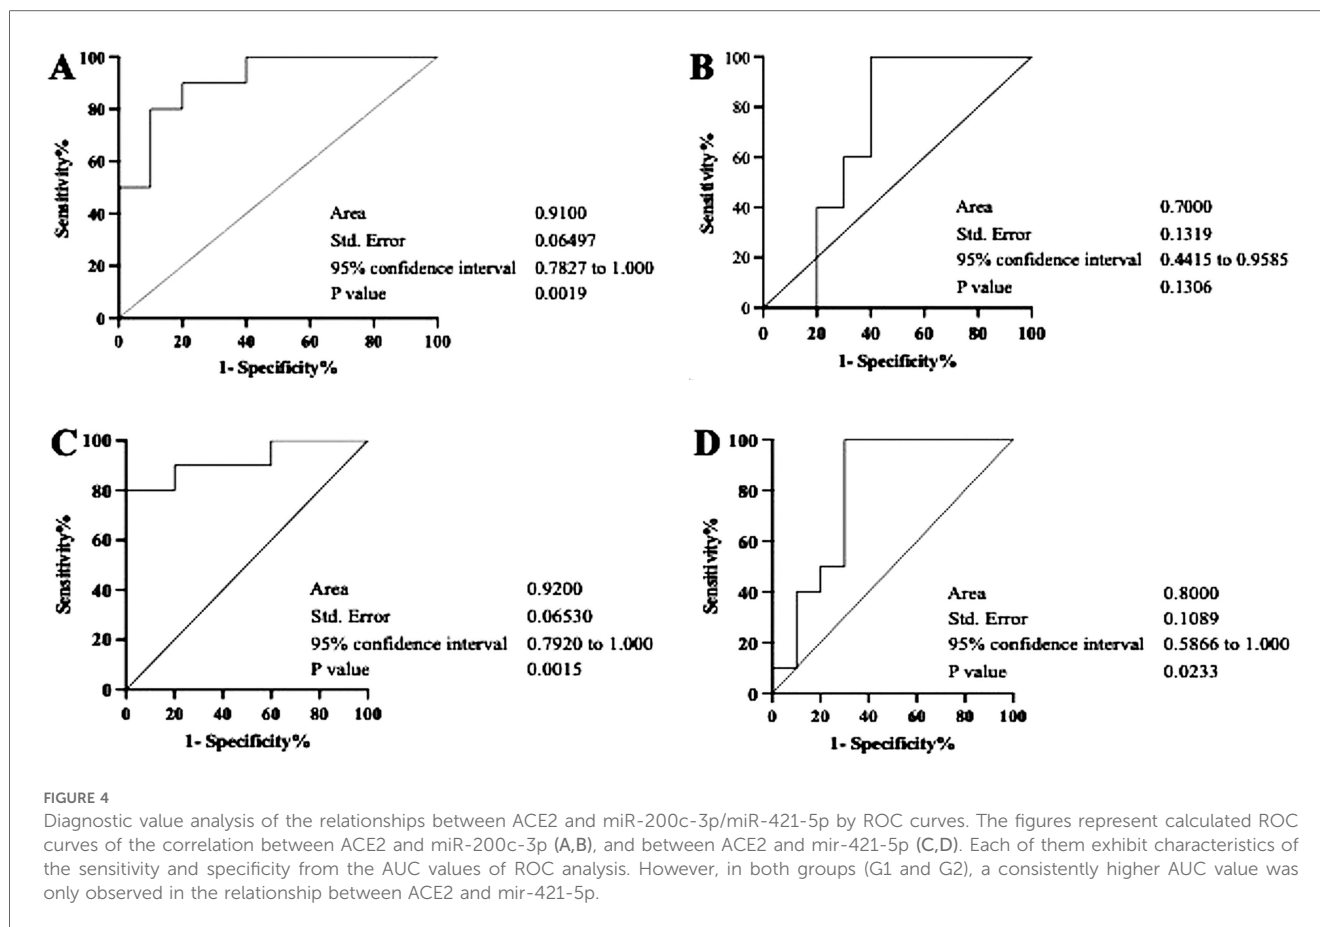 A
100
80
60
40
20
0
Sensitivity%
0 20 40 60 80 100
1- Specificity%
Area 0.9100
Std. Error 0.06497
95% confidence interval 0.7827 to 1.000
P value 0.0019
B
100
80
60
40
20
0
Sensitivity%
0 20 40 60 80 100
1- Specificity%
Area 0.7000
Std. Error 0.1319
95% confidence interval 0.4415 to 0.9585
P value 0.1306
C
100
80
60
40
20
0
Sensitivity%
0 20 40 60 80 100
1- Specificity%
Area 0.9200
Std. Error 0.06530
95% confidence interval 0.7920 to 1.000
P value 0.0015
D
100
80
60
40
20
0
Sensitivity%
0 20 40 60 80 100
1- Specificity%
Area 0.8000
Std. Error 0.1089
95% confidence interval 0.5866 to 1.000
P value 0.0233
FIGURE 4
Diagnostic value analysis of the relationships between ACE2 and miR-200c-3p/miR-421-5p by ROC curves. The figures represent calculated ROC
curves of the correlation between ACE2 and miR-200c-3p (A,B), and between ACE2 and mir-421-5p (C,D). Each of them exhibit characteristics of
the sensitivity and specificity from the AUC values of ROC analysis. However, in both groups (G1 and G2), a consistently higher AUC value was
only observed in the relationship between ACE2 and mir-421-5p.